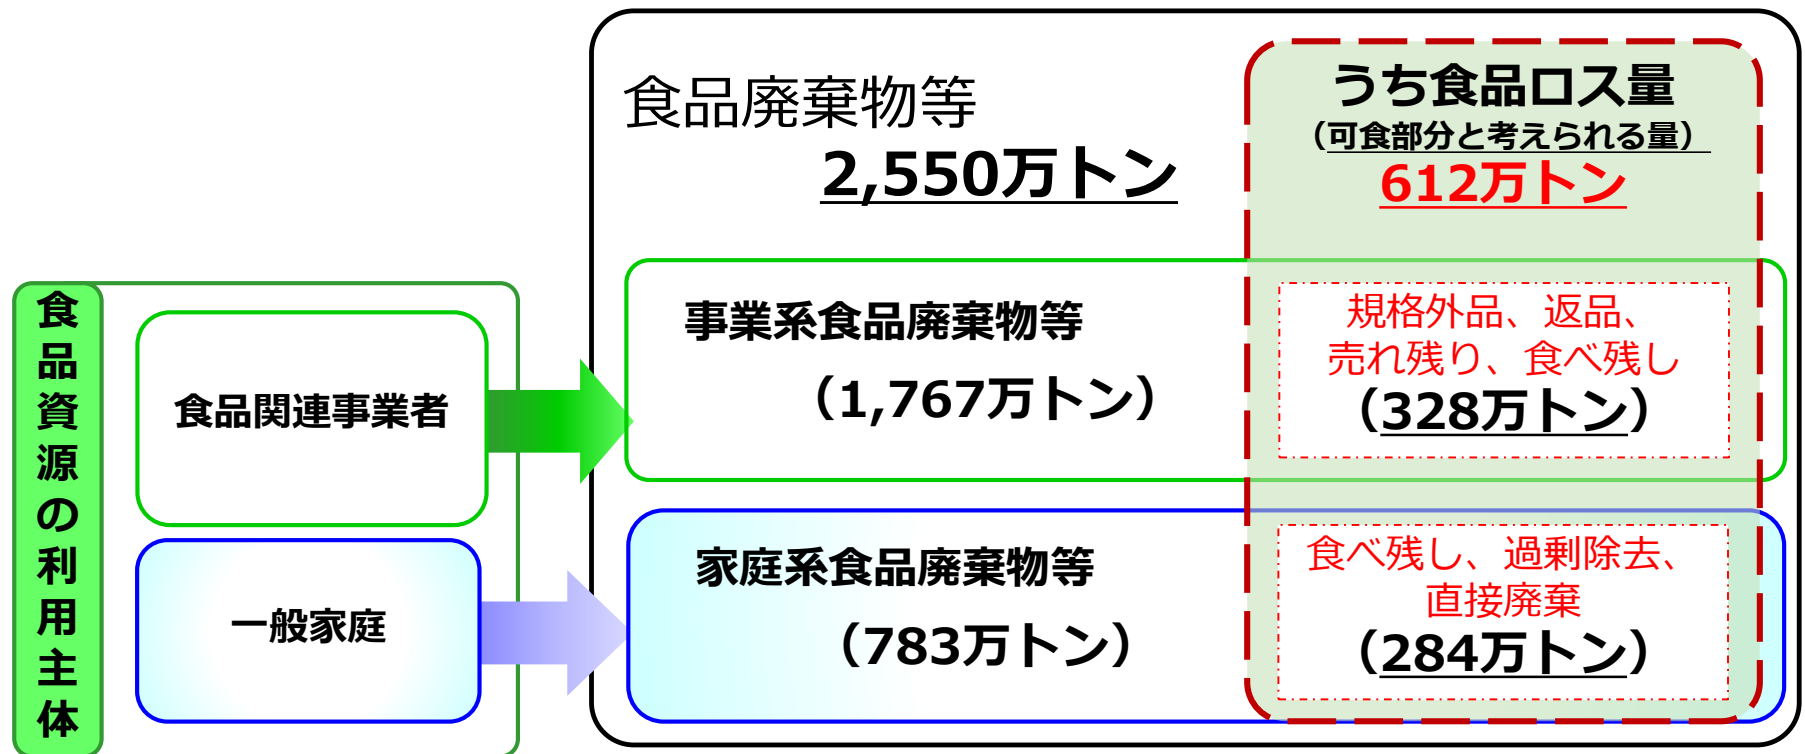 食品廃棄物等
2,550万トン
うち食品ロス量
（可食部分と考えられる量）
612万トン
食品資源の利用主体
食品関連事業者
事業系食品廃棄物等
（1,767万トン）
規格外品、返品、
売れ残り、食べ残し
（328万トン）
一般家庭
家庭系食品廃棄物等
（783万トン）
食べ残し、過剰除去、
直接廃棄
（284万トン）